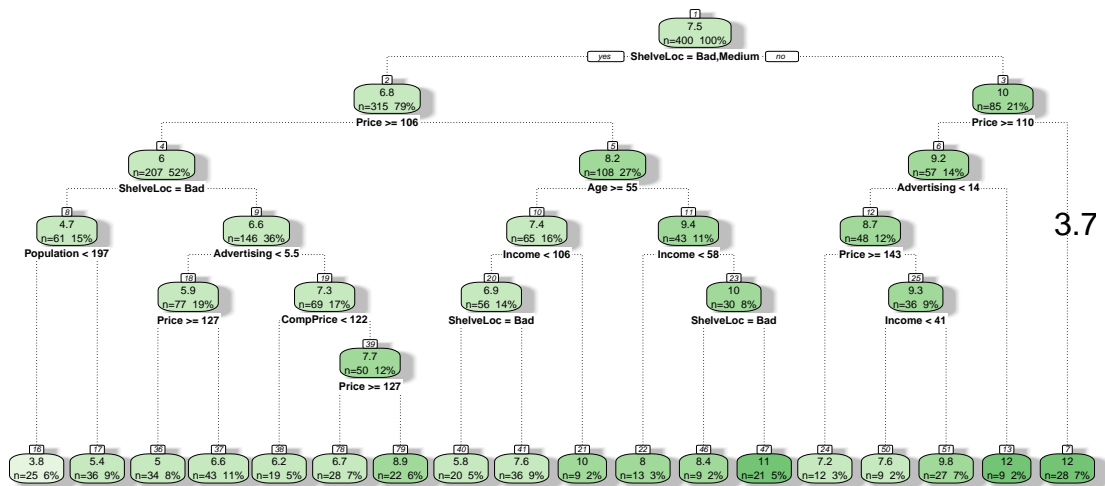 1
7.5
n=400 100%
yes ShelveLoc = Bad,Medium no
2
6.8
n=315 79%
Price >= 106
3
10
n=85 21%
Price >= 110
4
6
n=207 52%
ShelveLoc = Bad
5
8.2
n=108 27%
Age >= 55
6
9.2
n=57 14%
Advertising < 14
8
4.7
n=61 15%
Population < 197
9
6.6
n=146 36%
Advertising < 5.5
10
7.4
n=65 16%
Income < 106
11
9.4
n=43 11%
Income < 58
12
8.7
n=48 12%
Price >= 143
3.7
18
5.9
n=77 19%
Price >= 127
19
7.3
n=69 17%
CompPrice < 122
20
6.9
n=56 14%
ShelveLoc = Bad
23
10
n=30 8%
ShelveLoc = Bad
25
9.3
n=36 9%
Income < 41
39
7.7
n=50 12%
Price >= 127
16
3.8
n=25 6%
17
5.4
n=36 9%
36
5
n=34 8%
37
6.6
n=43 11%
38
6.2
n=19 5%
78
6.7
n=28 7%
79
8.9
n=22 6%
40
5.8
n=20 5%
41
7.6
n=36 9%
21
10
n=9 2%
22
8
n=13 3%
46
8.4
n=9 2%
47
11
n=21 5%
24
7.2
n=12 3%
50
7.6
n=9 2%
51
9.8
n=27 7%
13
12
n=9 2%
7
12
n=28 7%